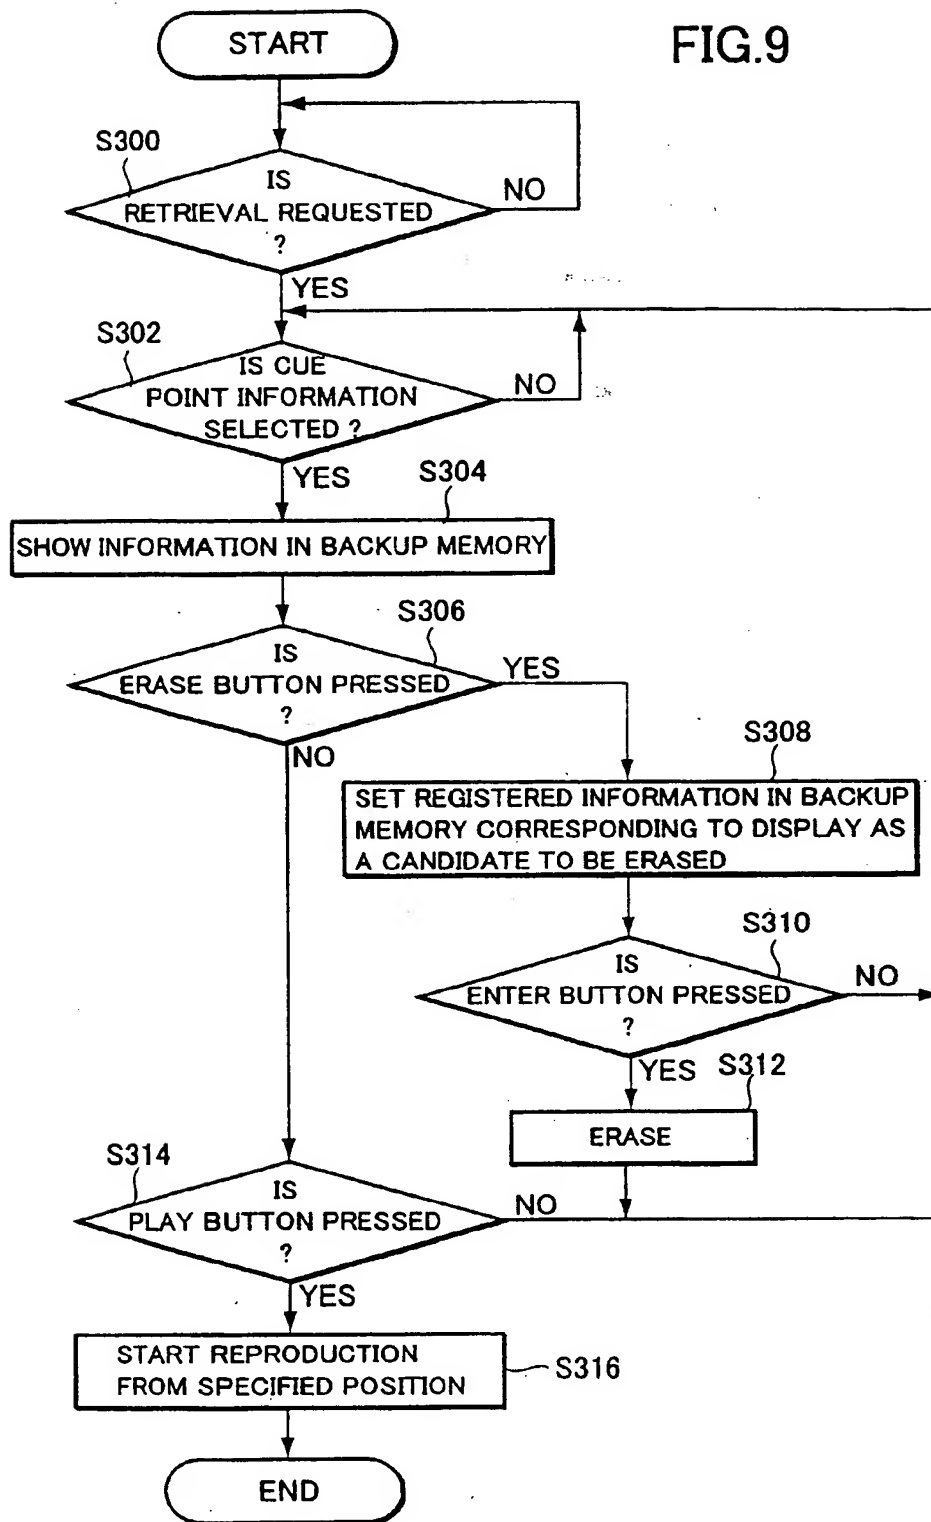 START
FIG.9
S300
IS
RETRIEVAL REQUESTED
?
NO
YES
S302
IS CUE
POINT INFORMATION
SELECTED ?
NO
YES
S304
SHOW INFORMATION IN BACKUP MEMORY
S306
IS
ERASE BUTTON PRESSED
?
YES
NO
S308
SET REGISTERED INFORMATION IN BACKUP
MEMORY CORRESPONDING TO DISPLAY AS
A CANDIDATE TO BE ERASED
S310
IS
ENTER BUTTON PRESSED
?
NO
YES
S312
ERASE
S314
IS
PLAY BUTTON PRESSED
?
NO
YES
START REPRODUCTION
FROM SPECIFIED POSITION
S316
END